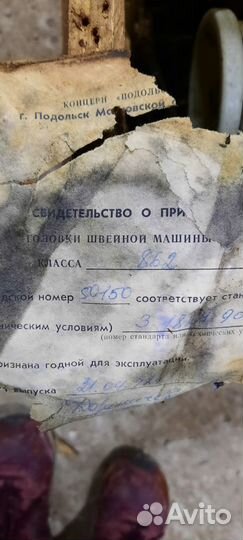 КОНЦЕРН «ПОДОЛЬ
г. Подольск Московской
СВИДЕТЕЛЬСТВО О ПРИ
ГОЛОВКИ ШВЕЙНОЙ МАШИНЫ
КЛАССА 862
дской номер 50150 соответствует стан
ническим условиям)
(номер стандарта или технических у
ризнана годной для эксплуатации.
выпуска
Avito